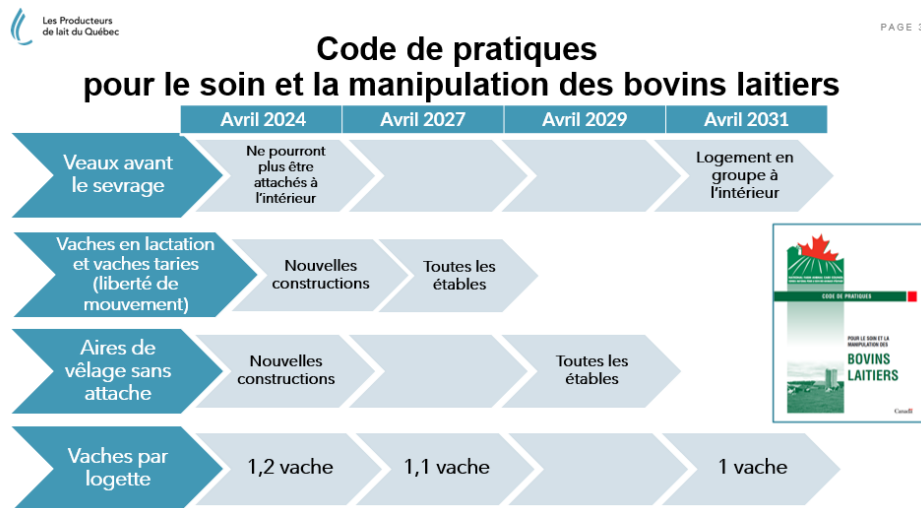 Les Producteurs
de lait du Québec
PAGE 3
Code de pratiques
pour le soin et la manipulation des bovins laitiers
Avril 2024
Avril 2027
Avril 2029
Avril 2031
Veaux avant
le sevrage
Ne pourront
plus être
attachés à
l'intérieur
Logement en
groupe à
l'intérieur
Vaches en lactation
et vaches taries
(liberté de
mouvement)
Nouvelles
constructions
Toutes les
étables
Aires de
vêlage sans
attache
Nouvelles
constructions
Toutes les
étables
Vaches par
logette
1,2 vache
1,1 vache
1 vache
CODE DE PRATIQUES
POUR LE SOIN ET LA
MANIPULATION DES
BOVINS
LAITIERS
Canada